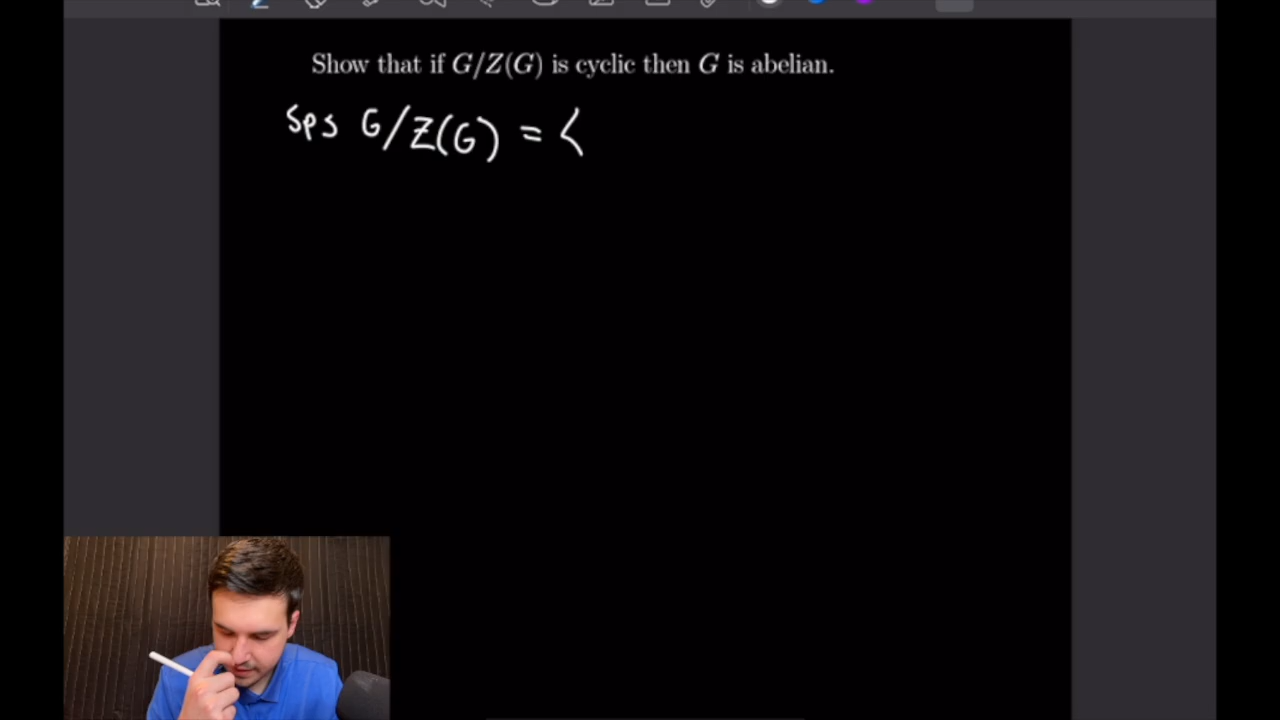 Show that if G/Z(G) is cyclic then G is abelian.
Sps G/Z(G) = ⟨